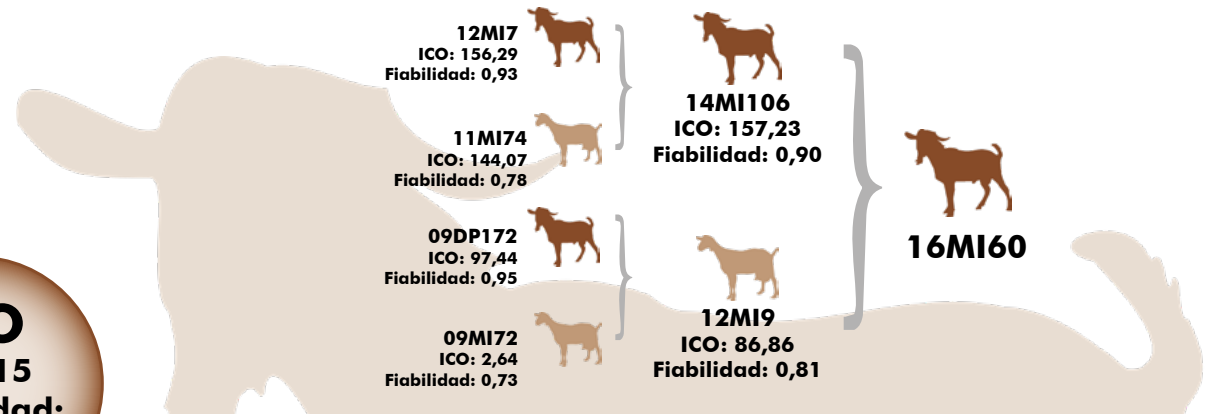 12MI7
ICO: 156,29
Fiabilidad: 0,93
11MI74
ICO: 144,07
Fiabilidad: 0,78
09DP172
ICO: 97,44
Fiabilidad: 0,95
09MI72
ICO: 2,64
Fiabilidad: 0,73
14MI106
ICO: 157,23
Fiabilidad: 0,90
12MI9
ICO: 86,86
Fiabilidad: 0,81
16MI60